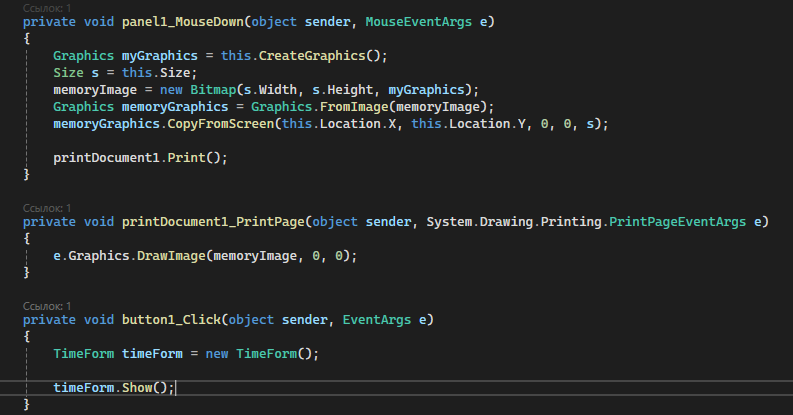 Ссылок: 1
private void panel1_MouseDown(object sender, MouseEventArgs e)
{
Graphics myGraphics = this.CreateGraphics();
Size s = this.Size;
memoryImage = new Bitmap(s.Width, s.Height, myGraphics);
Graphics memoryGraphics = Graphics.FromImage(memoryImage);
memoryGraphics.CopyFromScreen(this.Location.X, this.Location.Y, 0, 0, s);
printDocument1.Print();
}
Ссылок: 1
private void printDocument1_PrintPage(object sender, System.Drawing.Printing.PrintPageEventArgs e)
{
e.Graphics.DrawImage(memoryImage, 0, 0);
}
Ссылок: 1
private void button1_Click(object sender, EventArgs e)
{
TimeForm timeForm = new TimeForm();
timeForm.Show();
}